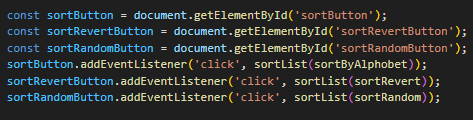 const sortButton = document.getElementById('sortButton');
const sortRevertButton = document.getElementById('sortRevertButton');
const sortRandomButton = document.getElementById('sortRandomButton');
sortButton.addEventListener('click', sortList(sortByAlphobet));
sortRevertButton.addEventListener('click', sortList(sortRevert));
sortRandomButton.addEventListener('click', sortList(sortRandom));